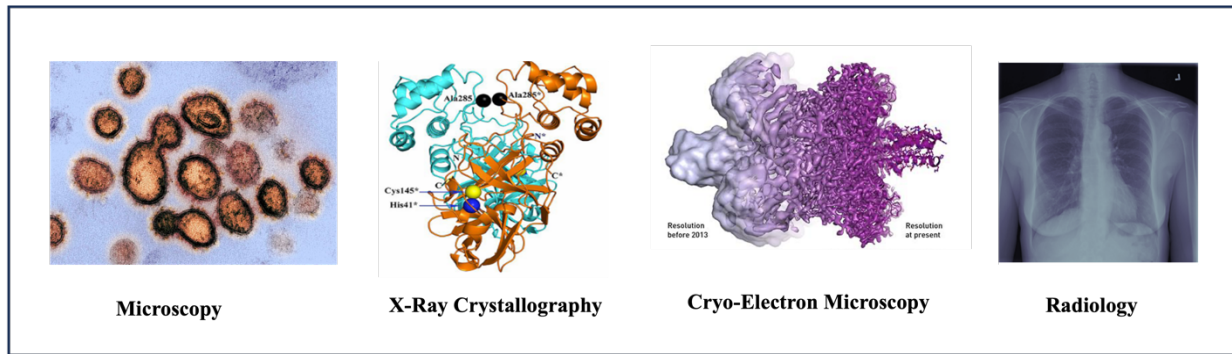 Ala285
Ala285*
N*
N
C
C*
Cys145*
His41*
Resolution
before 2013
Resolution
at present
L
Microscopy
X-Ray Crystallography
Cryo-Electron Microscopy
Radiology